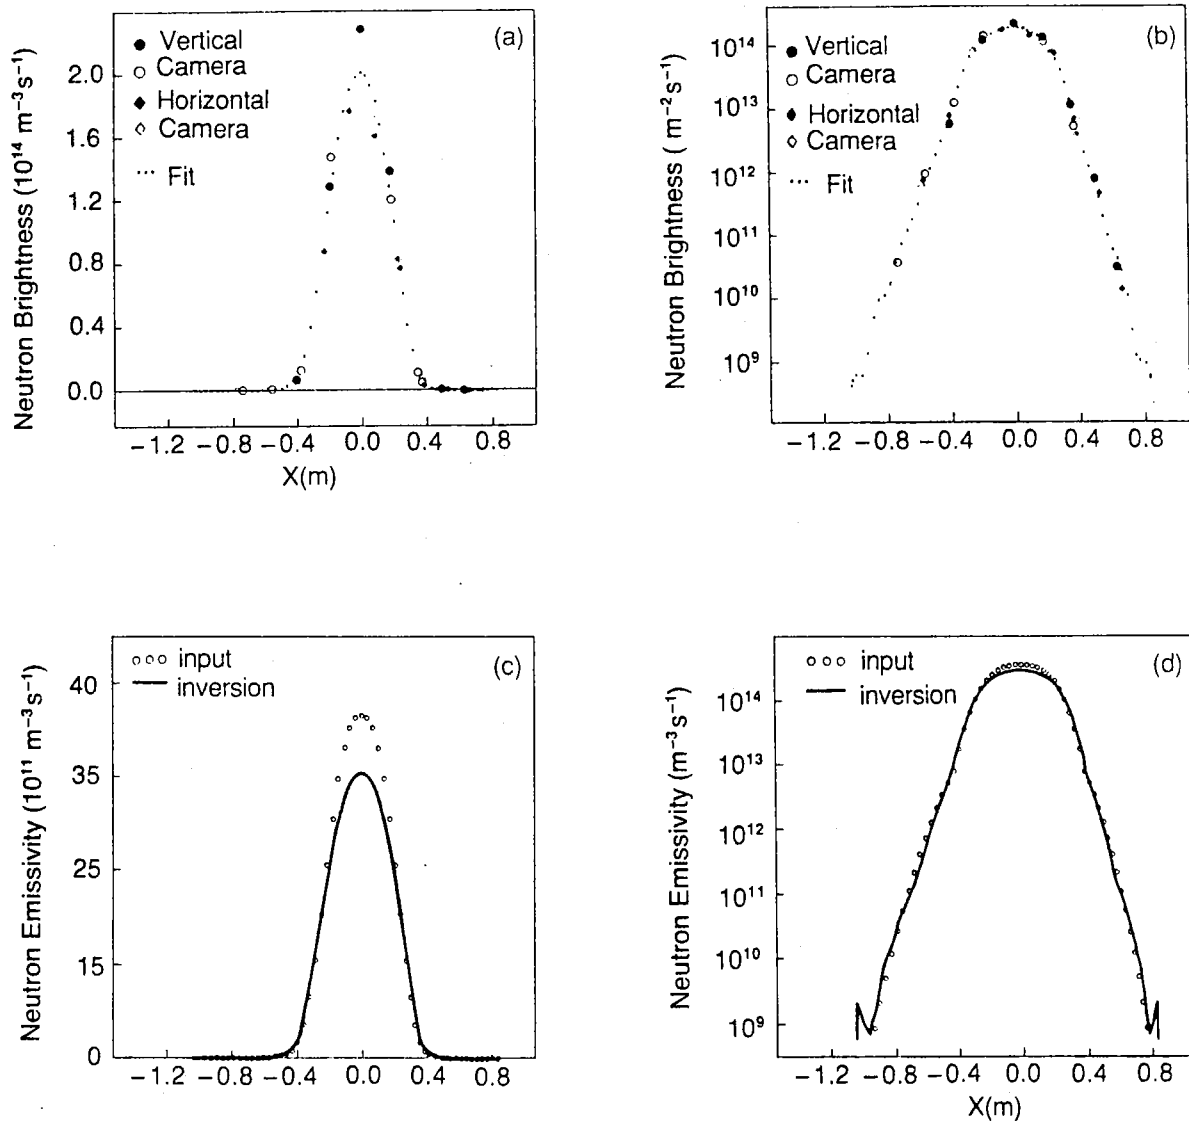 (a)
Vertical
Camera
Horizontal
Camera
Fit
Neutron Brightness (10¹⁴ m⁻³s⁻¹)
2.0
1.6
1.2
0.8
0.4
0.0
−1.2 −0.8 −0.4 0.0 0.4 0.8
X(m)
(b)
Vertical
Camera
Horizontal
Camera
Fit
Neutron Brightness ( m⁻²s⁻¹)
10¹⁴
10¹³
10¹²
10¹¹
10¹⁰
10⁹
−1.2 −0.8 −0.4 0.0 0.4 0.8
(c)
input
inversion
Neutron Emissivity (10¹¹ m⁻³s⁻¹)
40
35
25
15
0
−1.2 −0.8 −0.4 0.0 0.4 0.8
(d)
input
inversion
Neutron Emissivity (m⁻³s⁻¹)
10¹⁴
10¹³
10¹²
10¹¹
10¹⁰
10⁹
−1.2 −0.8 −0.4 0.0 0.4 0.8
X(m)